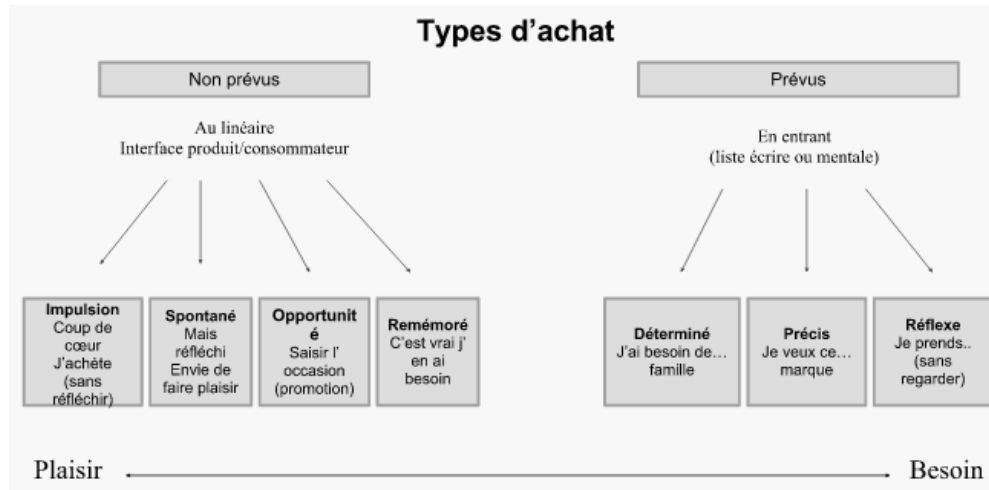 Types d’achat
Non prévus
Prévus
Au linéaire
Interface produit/consommateur
En entrant
(liste écrire ou mentale)
Impulsion
Coup de
cœur
J’achète
(sans
réfléchir)
Spontané
Mais
réfléchi
Envie de
faire plaisir
Opportunit
é
Saisir l’
occasion
(promotion)
Remémoré
C’est vrai j’
en ai
besoin
Déterminé
J’ai besoin de…
famille
Précis
Je veux ce…
marque
Réflexe
Je prends..
(sans
regarder)
Plaisir
Besoin